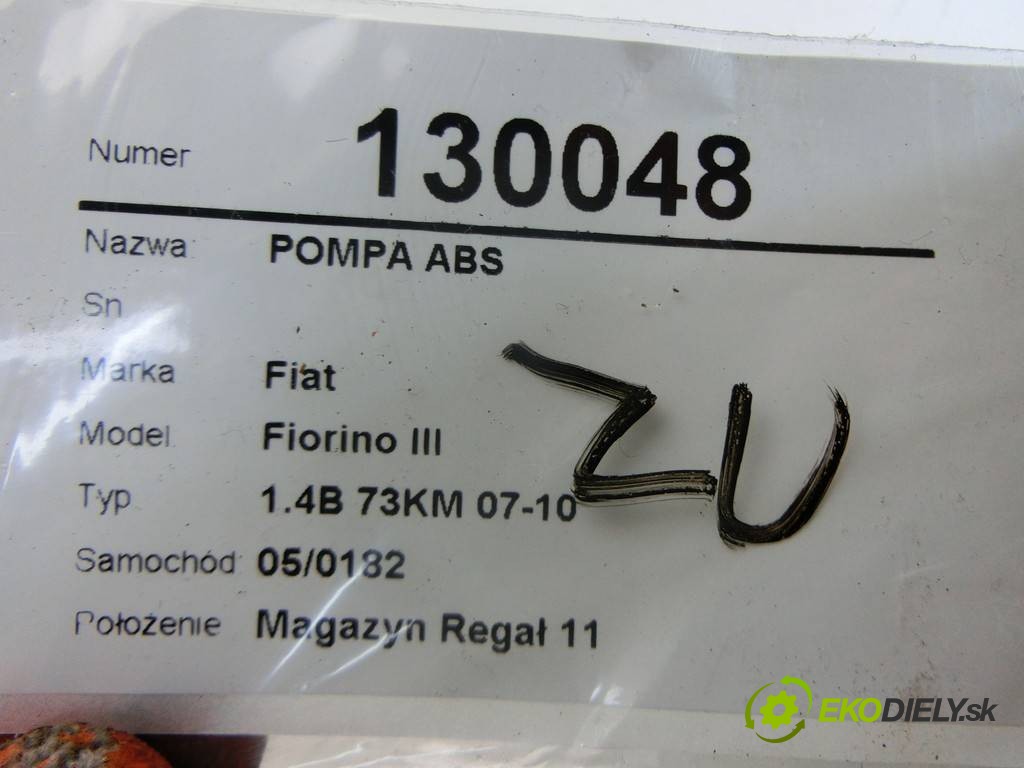 Numer 130048
Nazwa: POMPA ABS
Sn
Marka Fiat
Model Fiorino III
Typ 1.4B 73KM 07-10
Samochód: 05/0182
Położenie Magazyn Regał 11
ZU
EKODIELY.sk